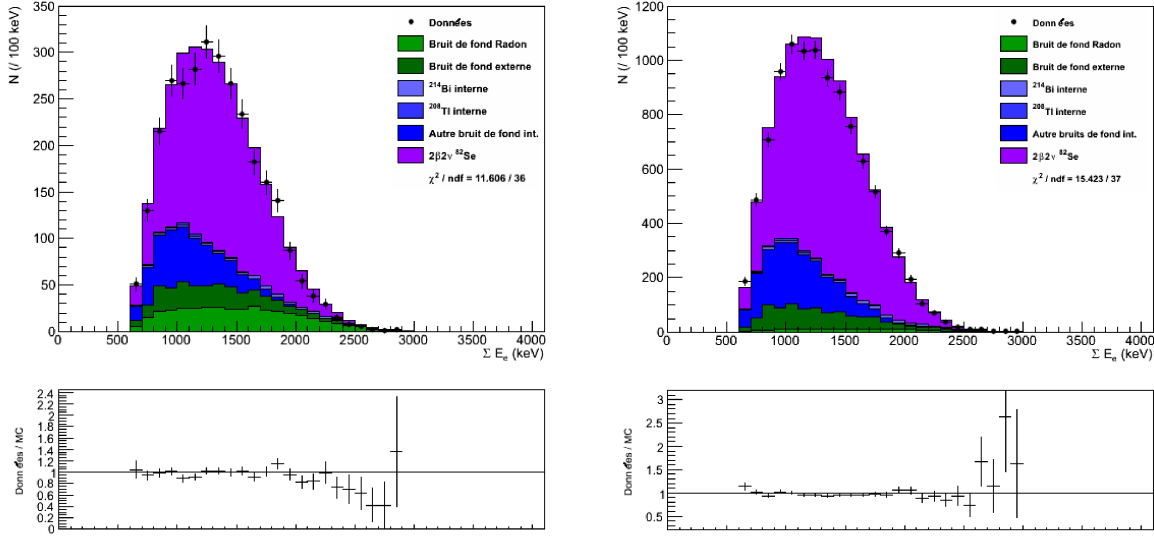 N (/ 100 keV)
350
300
250
200
150
100
50
0
Données
Bruit de fond Radon
Bruit de fond externe
214Bi interne
208Tl interne
Autre bruit de fond int.
2β2ν 82Se
χ2 / ndf = 11.606 / 36
0 500 1000 1500 2000 2500 3000 3500 4000
Σ Ee (keV)
Données / MC
2.4
2.2
2
1.8
1.6
1.4
1.2
1
0.8
0.6
0.4
0.2
0
N (/ 100 keV)
1200
1000
800
600
400
200
0
Données
Bruit de fond Radon
Bruit de fond externe
214Bi interne
208Tl interne
Autre bruits de fond int.
2β2ν 82Se
χ2 / ndf = 15.423 / 37
0 500 1000 1500 2000 2500 3000 3500 4000
Σ Ee (keV)
Données / MC
3
2.5
2
1.5
1
0.5